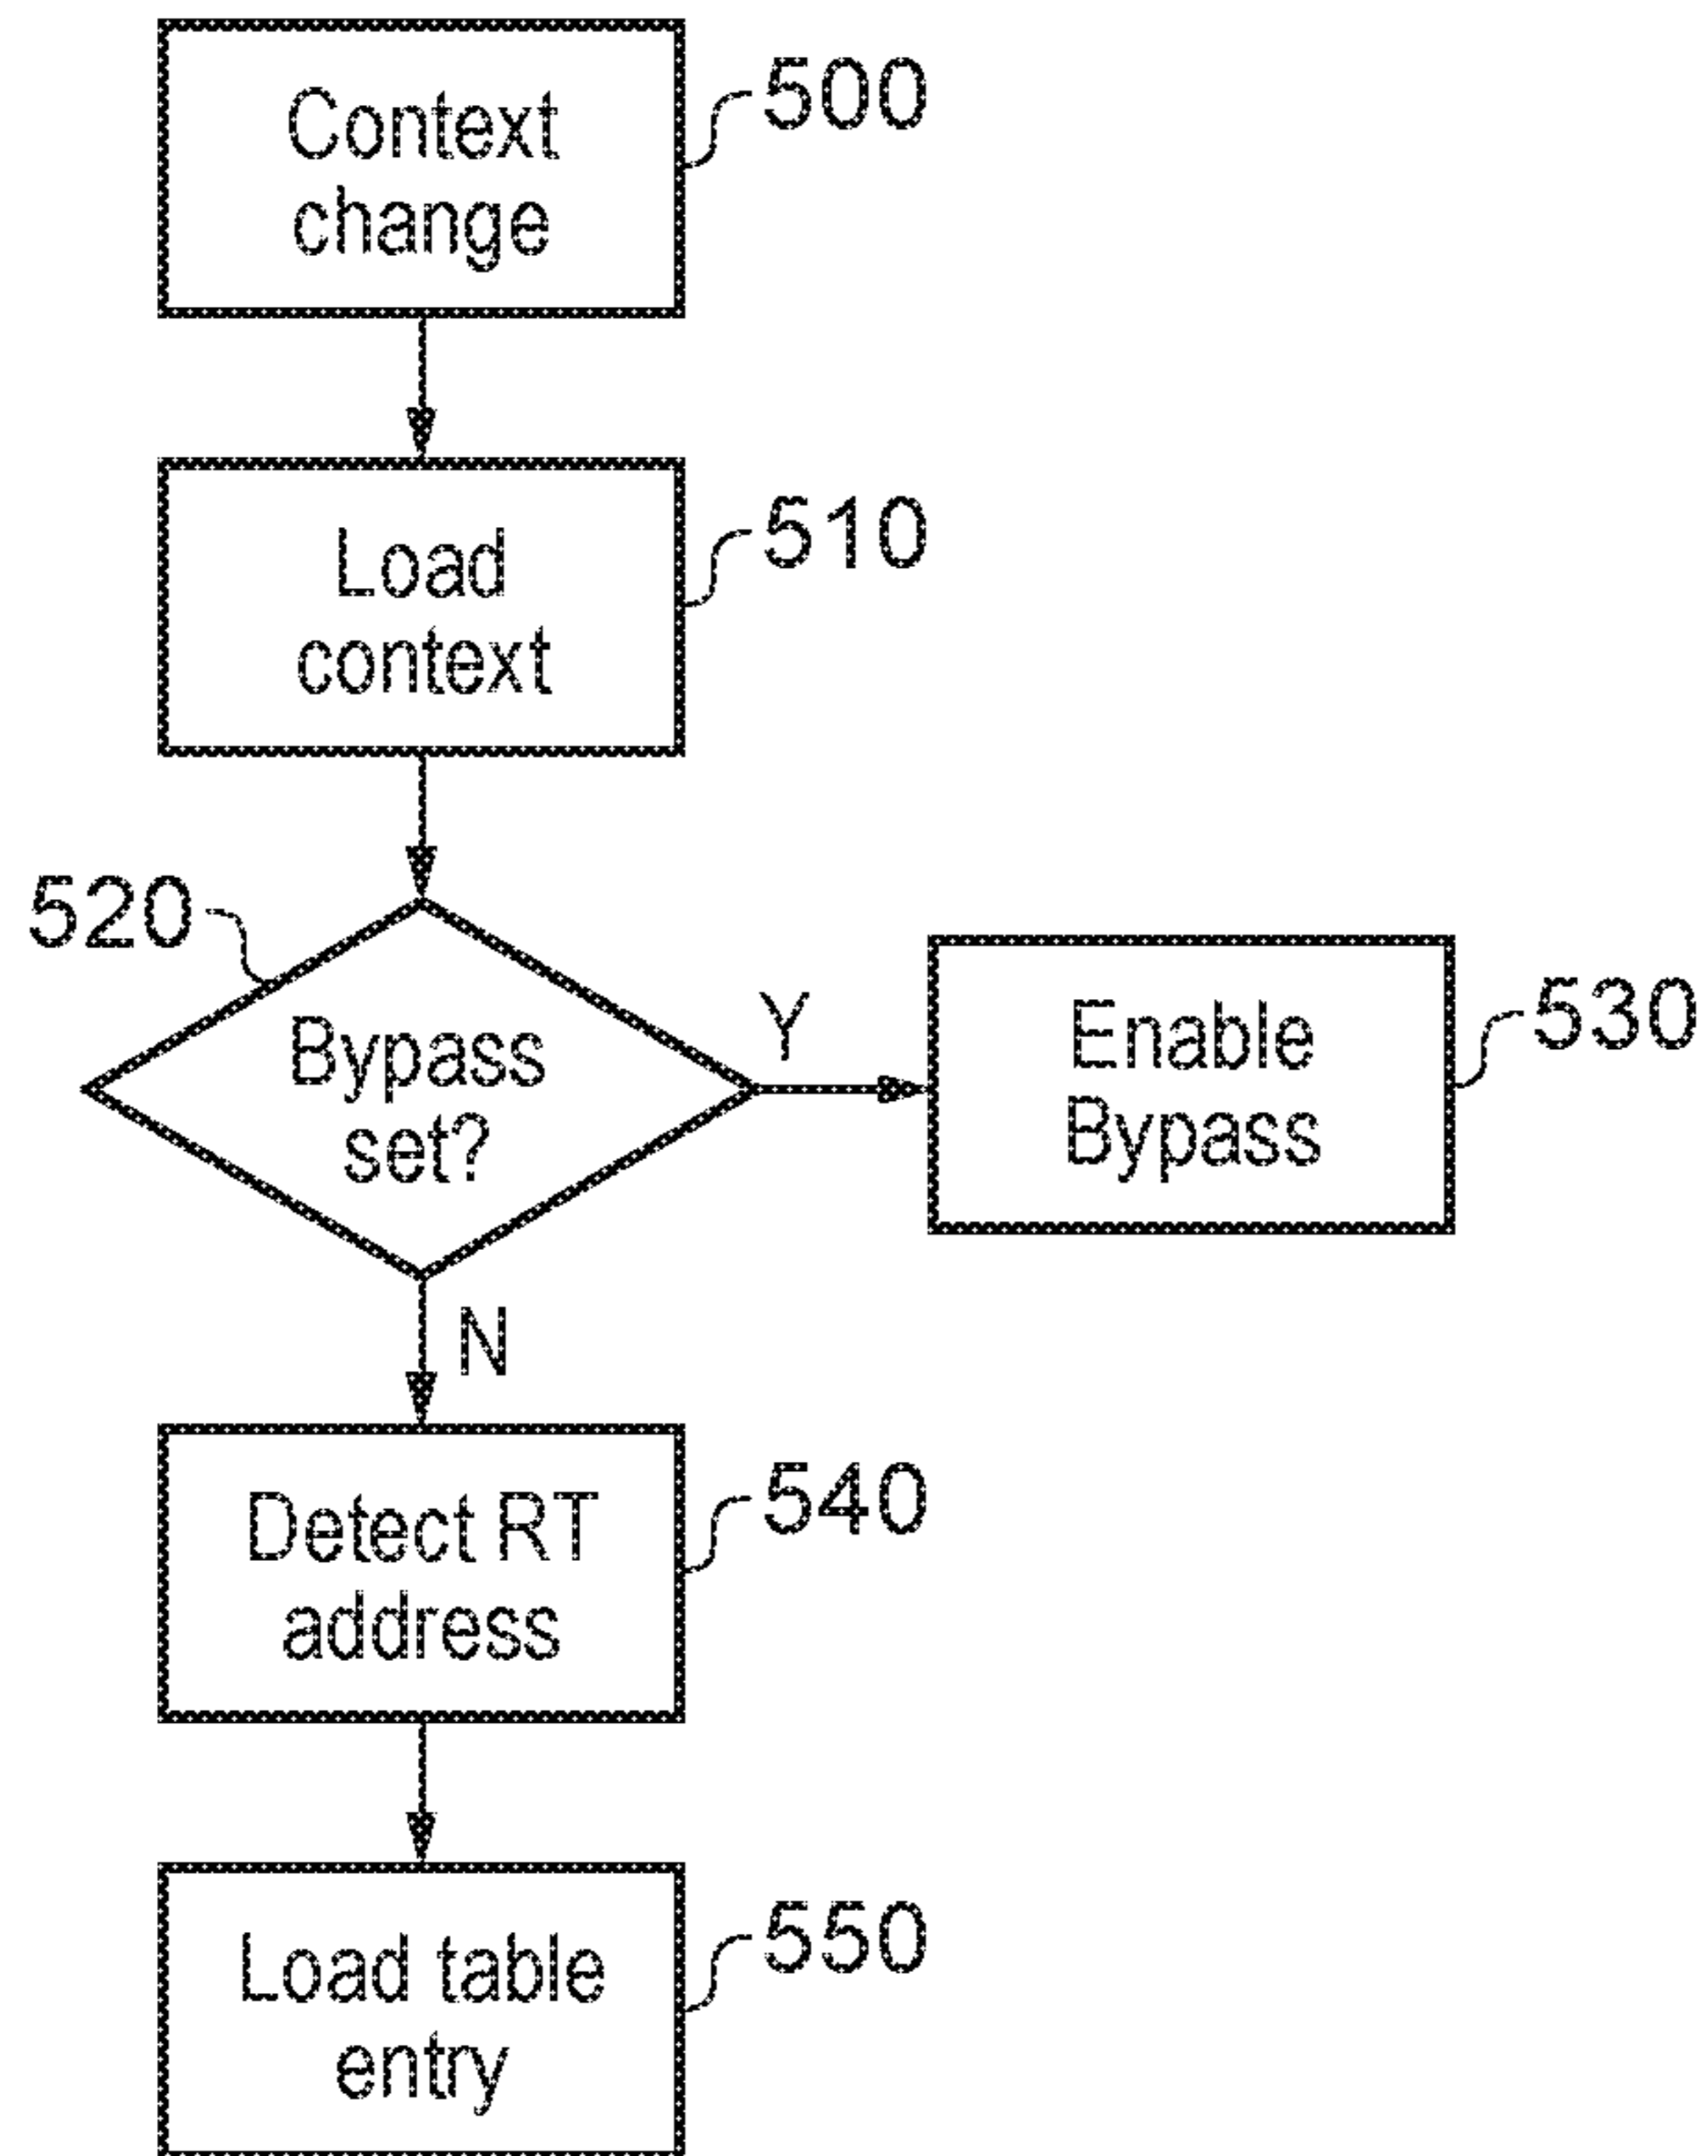 Context
change
500
Load
context
510
520
Bypass
set?
Y
Enable
Bypass
530
N
Detect RT
address
540
Load table
entry
550